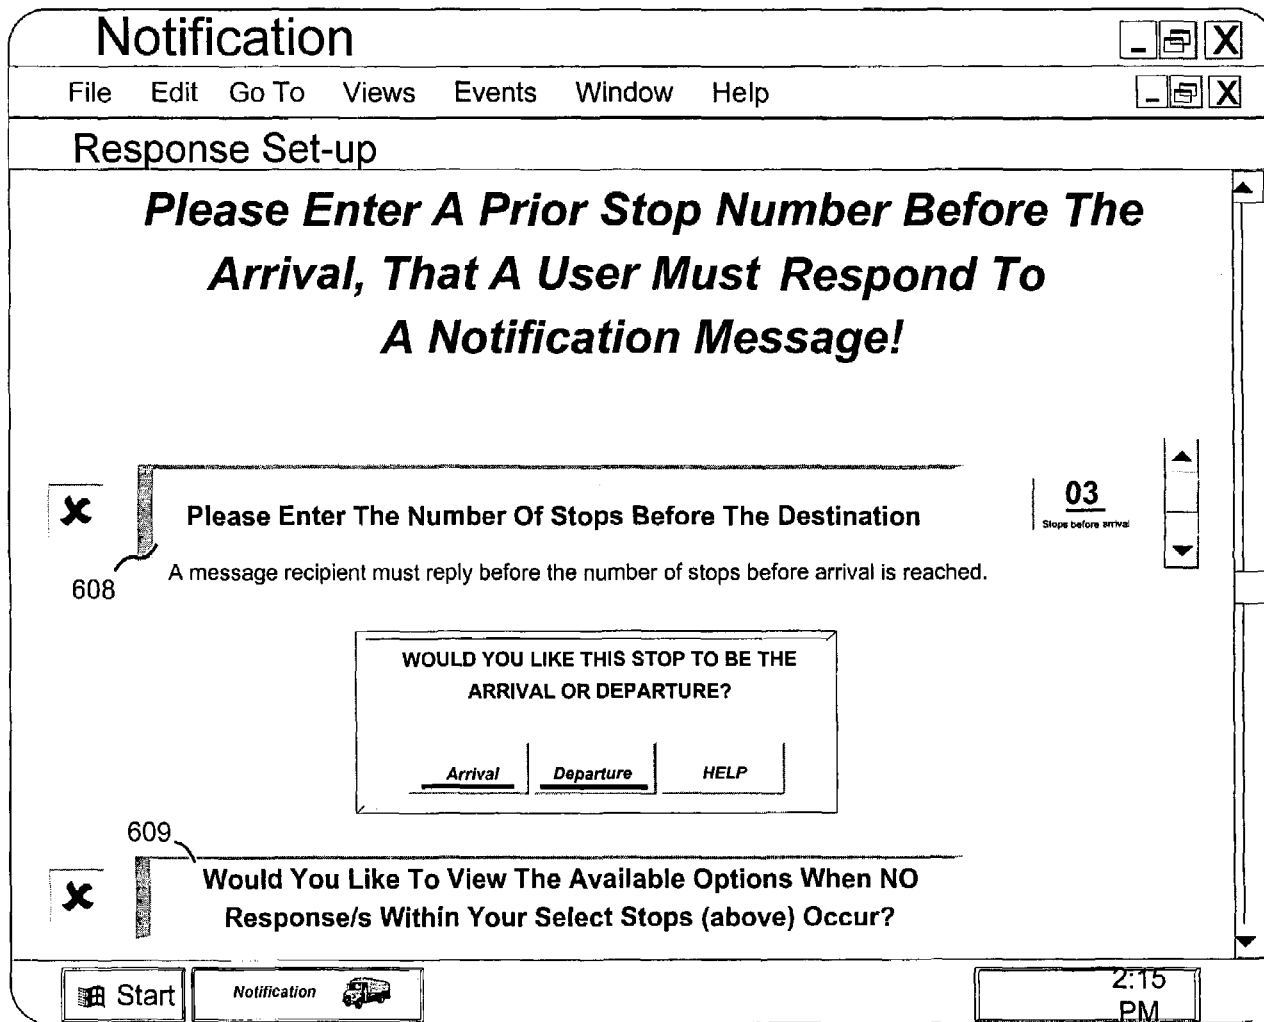 Notification
File Edit Go To Views Events Window Help
Response Set-up
Please Enter A Prior Stop Number Before The
Arrival, That A User Must Respond To
A Notification Message!
Please Enter The Number Of Stops Before The Destination
03
Stops before arrival
608
A message recipient must reply before the number of stops before arrival is reached.
WOULD YOU LIKE THIS STOP TO BE THE
ARRIVAL OR DEPARTURE?
Arrival Departure HELP
609
Would You Like To View The Available Options When NO
Response/s Within Your Select Stops (above) Occur?
Start Notification 2:15
PM